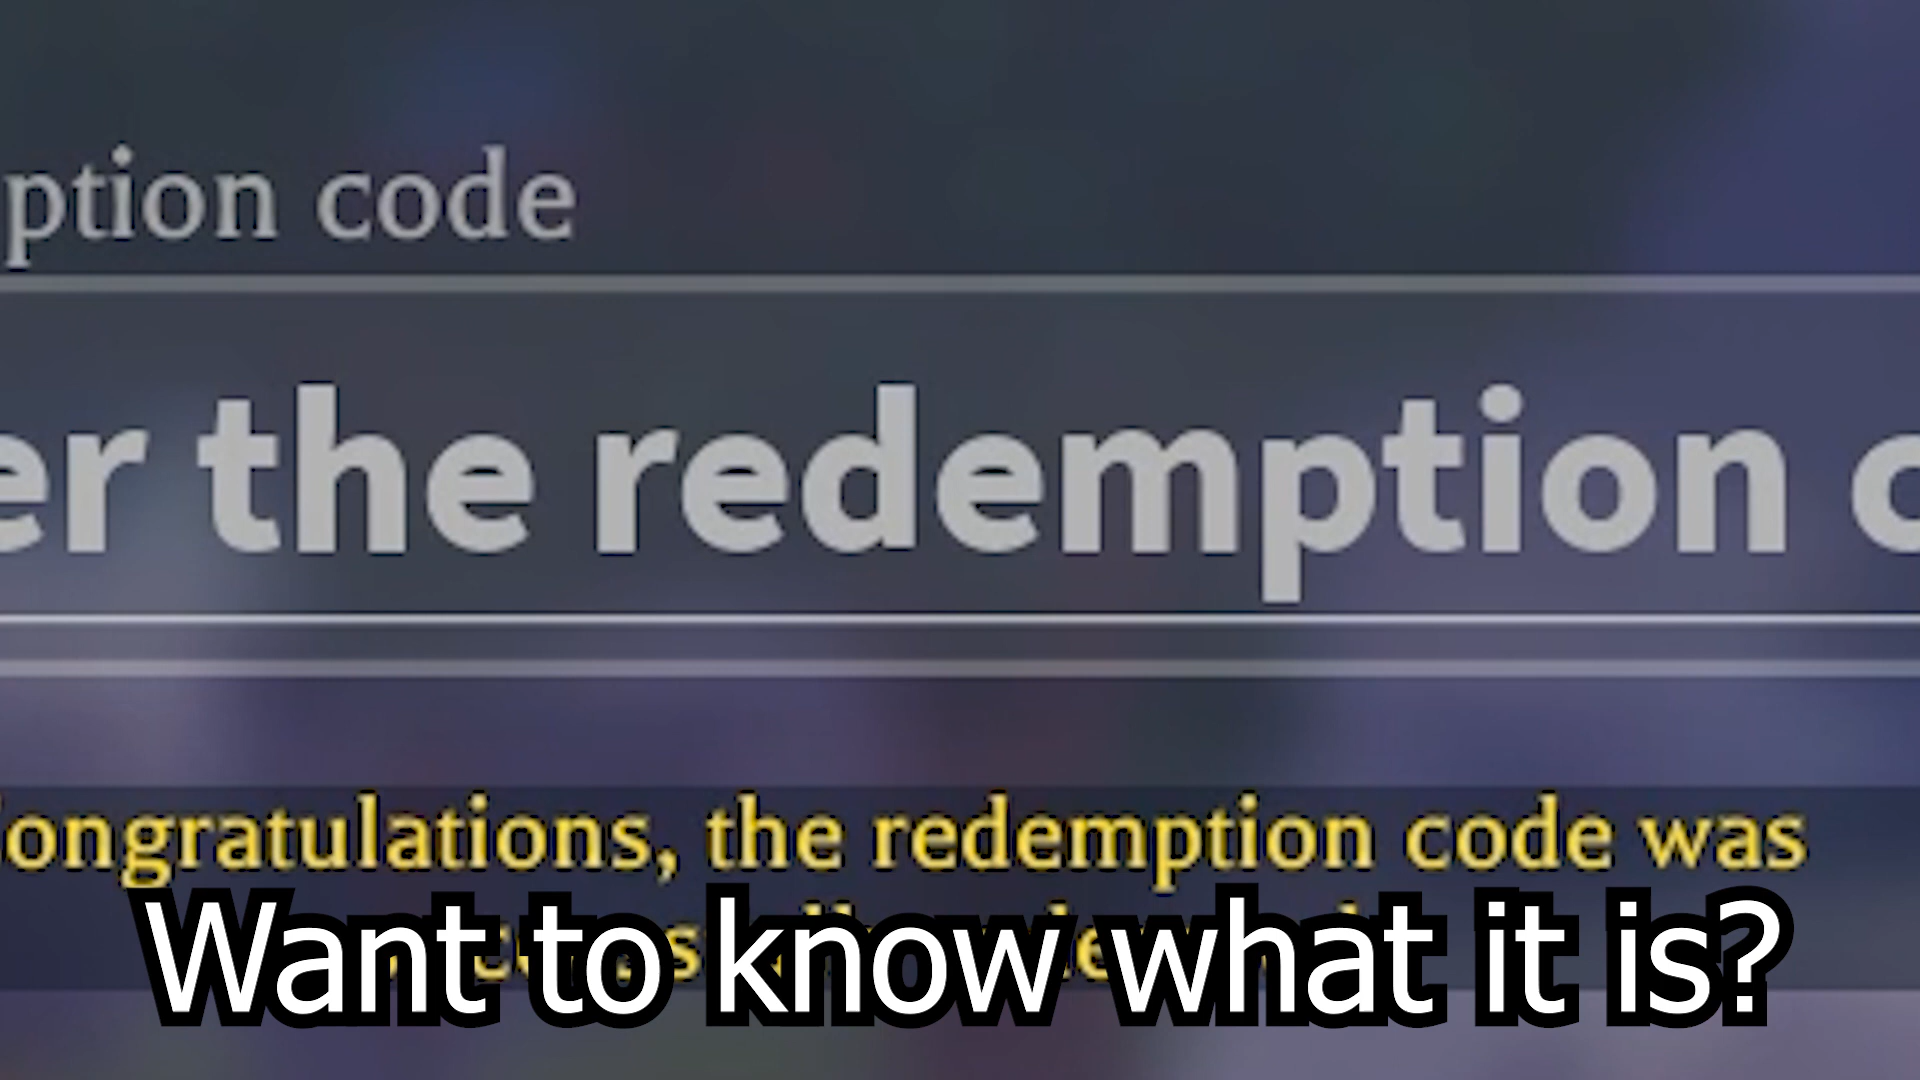 ption code
er the redemption c
ongratulations, the redemption code was
Want to know what it is?